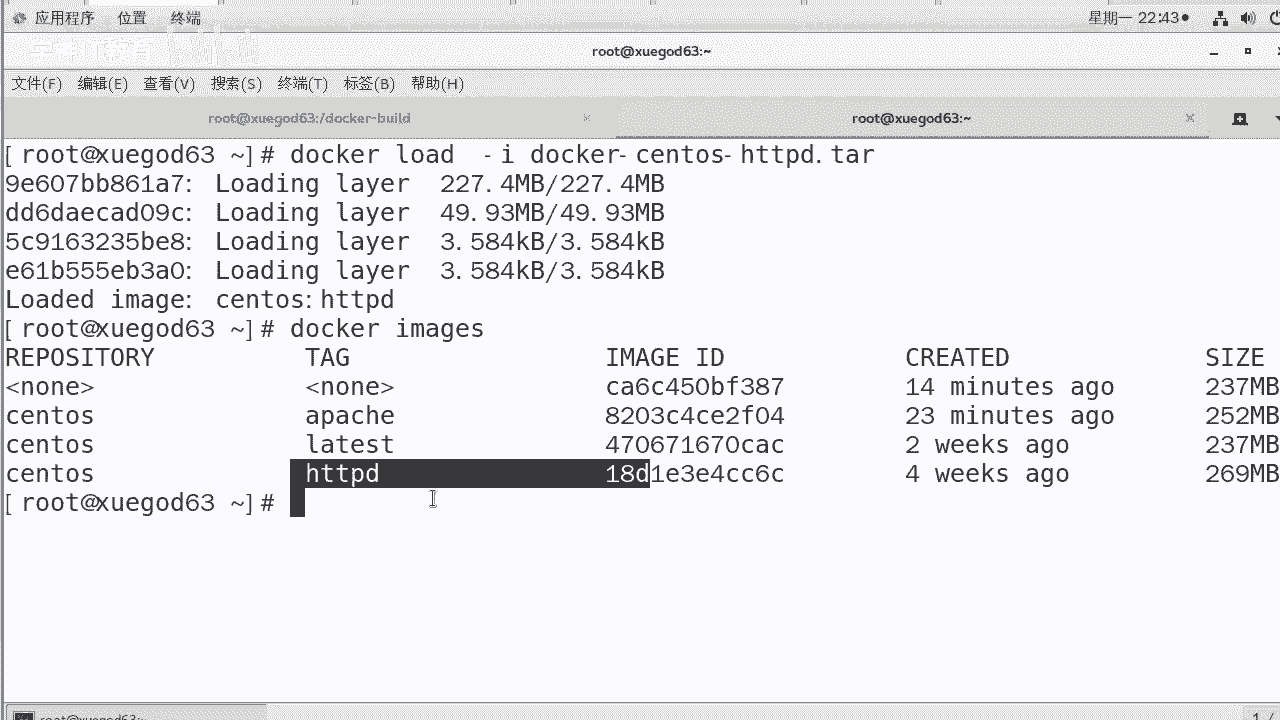 应用程序 位置 终端 星期一 22:43
root@xuegod63:~
文件(F) 编辑(E) 查看(V) 搜索(S) 终端(T) 标签(B) 帮助(H)
root@xuegod63:/docker-build × root@xuegod63:~ ×
[root@xuegod63 ~]# docker load -i docker-centos-httpd.tar
9e607bb861a7: Loading layer 227.4MB/227.4MB
dd6daecad09c: Loading layer 49.93MB/49.93MB
5c9163235be8: Loading layer 3.584kB/3.584kB
e61b555eb3a0: Loading layer 3.584kB/3.584kB
Loaded image: centos:httpd
[root@xuegod63 ~]# docker images
REPOSITORY TAG IMAGE ID CREATED SIZE
<none> <none> ca6c450bf387 14 minutes ago 237MB
centos apache 8203c4ce2f04 23 minutes ago 252MB
centos latest 470671670cac 2 weeks ago 237MB
centos httpd 18d1e3e4cc6c 4 weeks ago 269MB
[root@xuegod63 ~]#
root@xuegod63:~ 1 /